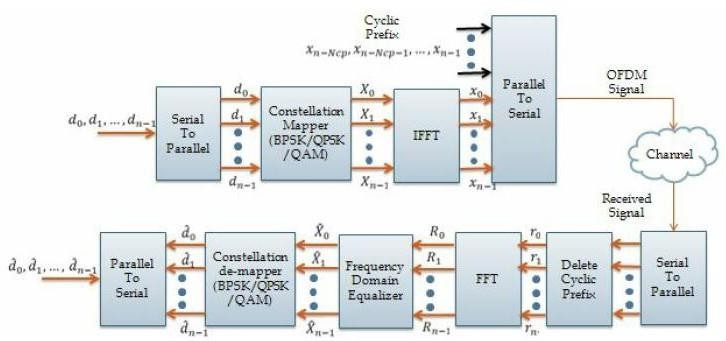 Cyclic
Prefix
x_{n-Ncp}, x_{n-Ncp-1}, ..., x_{n-1}
d_0, d_1, ..., d_{n-1}
Serial
To
Parallel
d_0
d_1
d_{n-1}
Constellation
Mapper
(BPSK/QPSK
/QAM)
X_0
X_1
X_{n-1}
IFFT
x_0
x_1
x_{n-1}
Parallel
To
Serial
OFDM
Signal
Channel
Received
Signal
Serial
To
Parallel
Delete
Cyclic
Prefix
r_0
r_1
r_n.
FFT
R_0
R_1
R_{n-1}
Frequency
Domain
Equalizer
X̂_0
X̂_1
X̂_{n-1}
Constellation
de-mapper
(BPSK/QPSK
/QAM)
d̂_0
d̂_1
d̂_{n-1}
Parallel
To
Serial
d̂_0, d̂_1, ..., d̂_{n-1}